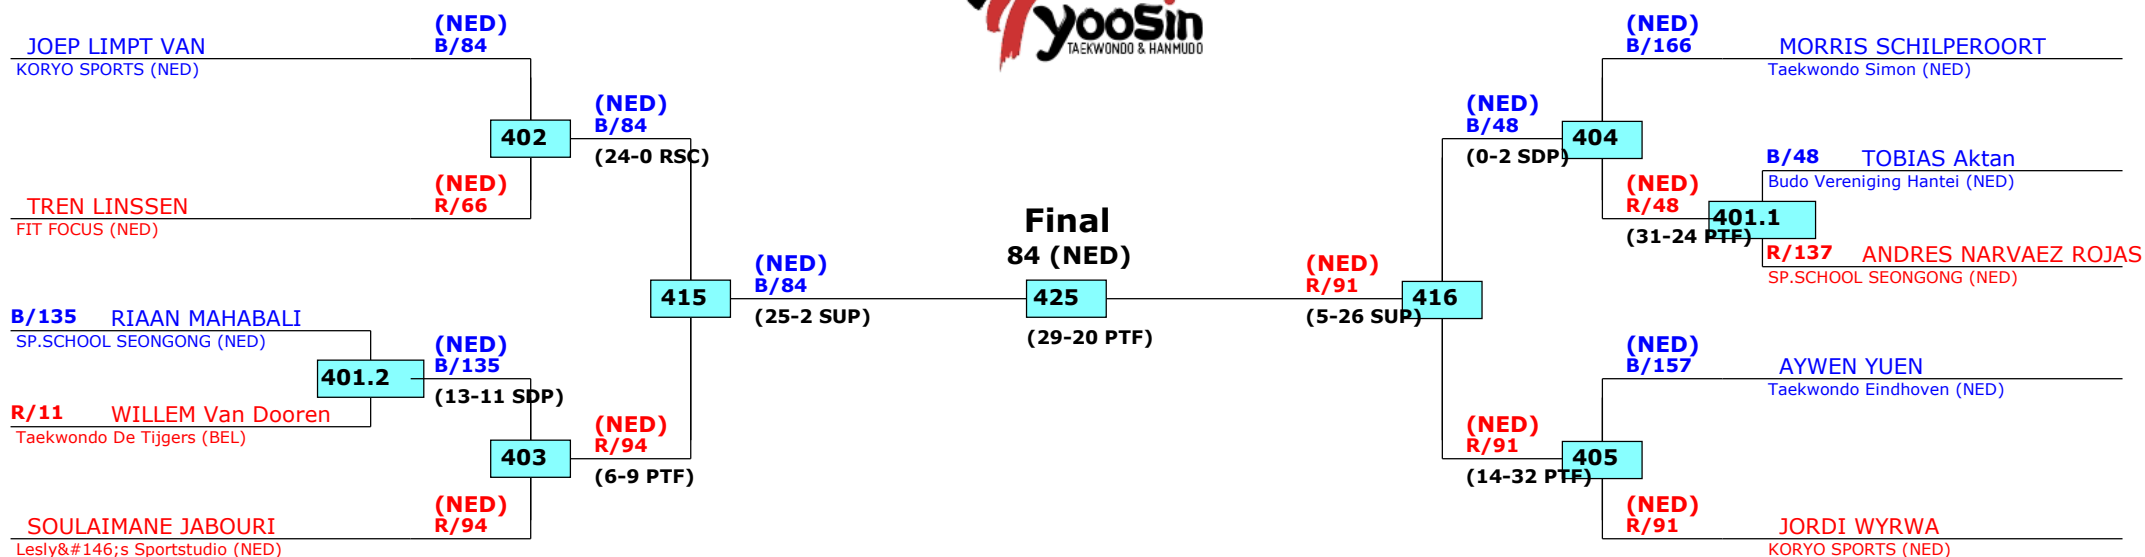 yooSin
TAEKWONDO & HANMUDO
(NED)
B/84
JOEP LIMPT VAN
KORYO SPORTS (NED)
402
(NED)
B/84
(24-0 RSC)
(NED)
R/66
TREN LINSSEN
FIT FOCUS (NED)
415
(NED)
B/84
(25-2 SUP)
B/135 RIAAN MAHABALI
SP.SCHOOL SEONGONG (NED)
401.2
(NED)
B/135
(13-11 SDP)
R/11 WILLEM Van Dooren
Taekwondo De Tijgers (BEL)
403
(NED)
R/94
(6-9 PTF)
(NED)
R/94
SOULAIMANE JABOURI
Lesly&#146;s Sportstudio (NED)
Final
84 (NED)
425
(29-20 PTF)
(NED)
R/91
(5-26 SUP)
416
(NED)
B/166
MORRIS SCHILPEROORT
Taekwondo Simon (NED)
(NED)
B/48
(0-2 SDP)
404
B/48 TOBIAS Aktan
Budo Vereniging Hantei (NED)
(NED)
R/48
(31-24 PTF)
401.1
R/137 ANDRES NARVAEZ ROJAS
SP.SCHOOL SEONGONG (NED)
(NED)
B/157
AYWEN YUEN
Taekwondo Eindhoven (NED)
(NED)
R/91
(14-32 PTF)
405
(NED)
R/91
JORDI WYRWA
KORYO SPORTS (NED)